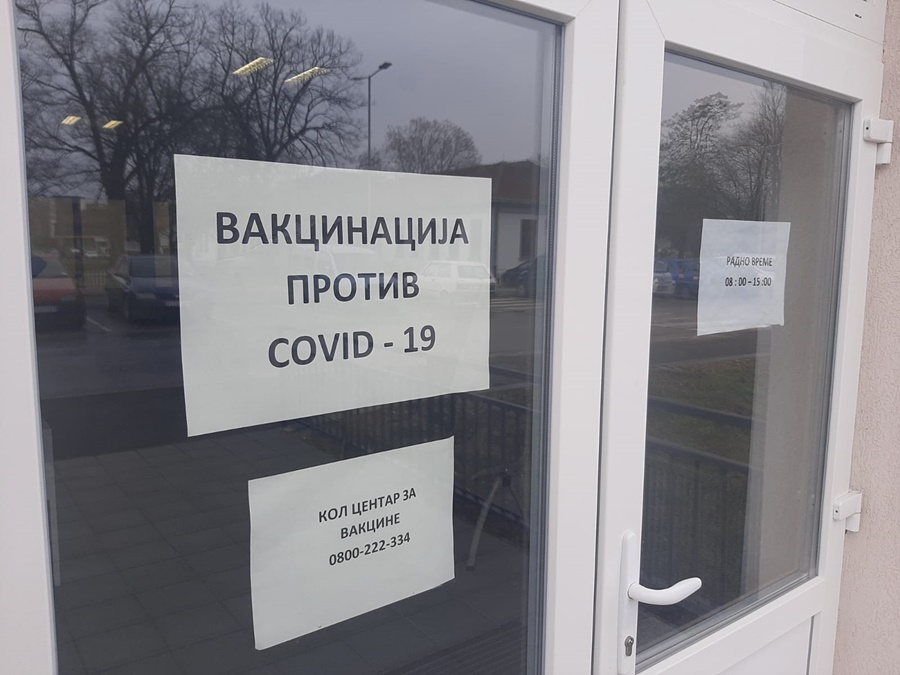 ВАКЦИНАЦИЈА
ПРОТИВ
COVID - 19
КОЛ ЦЕНТАР ЗА
ВАКЦИНЕ
0800-222-334
РАДНО ВРЕМЕ
08 : 00 – 15 :00